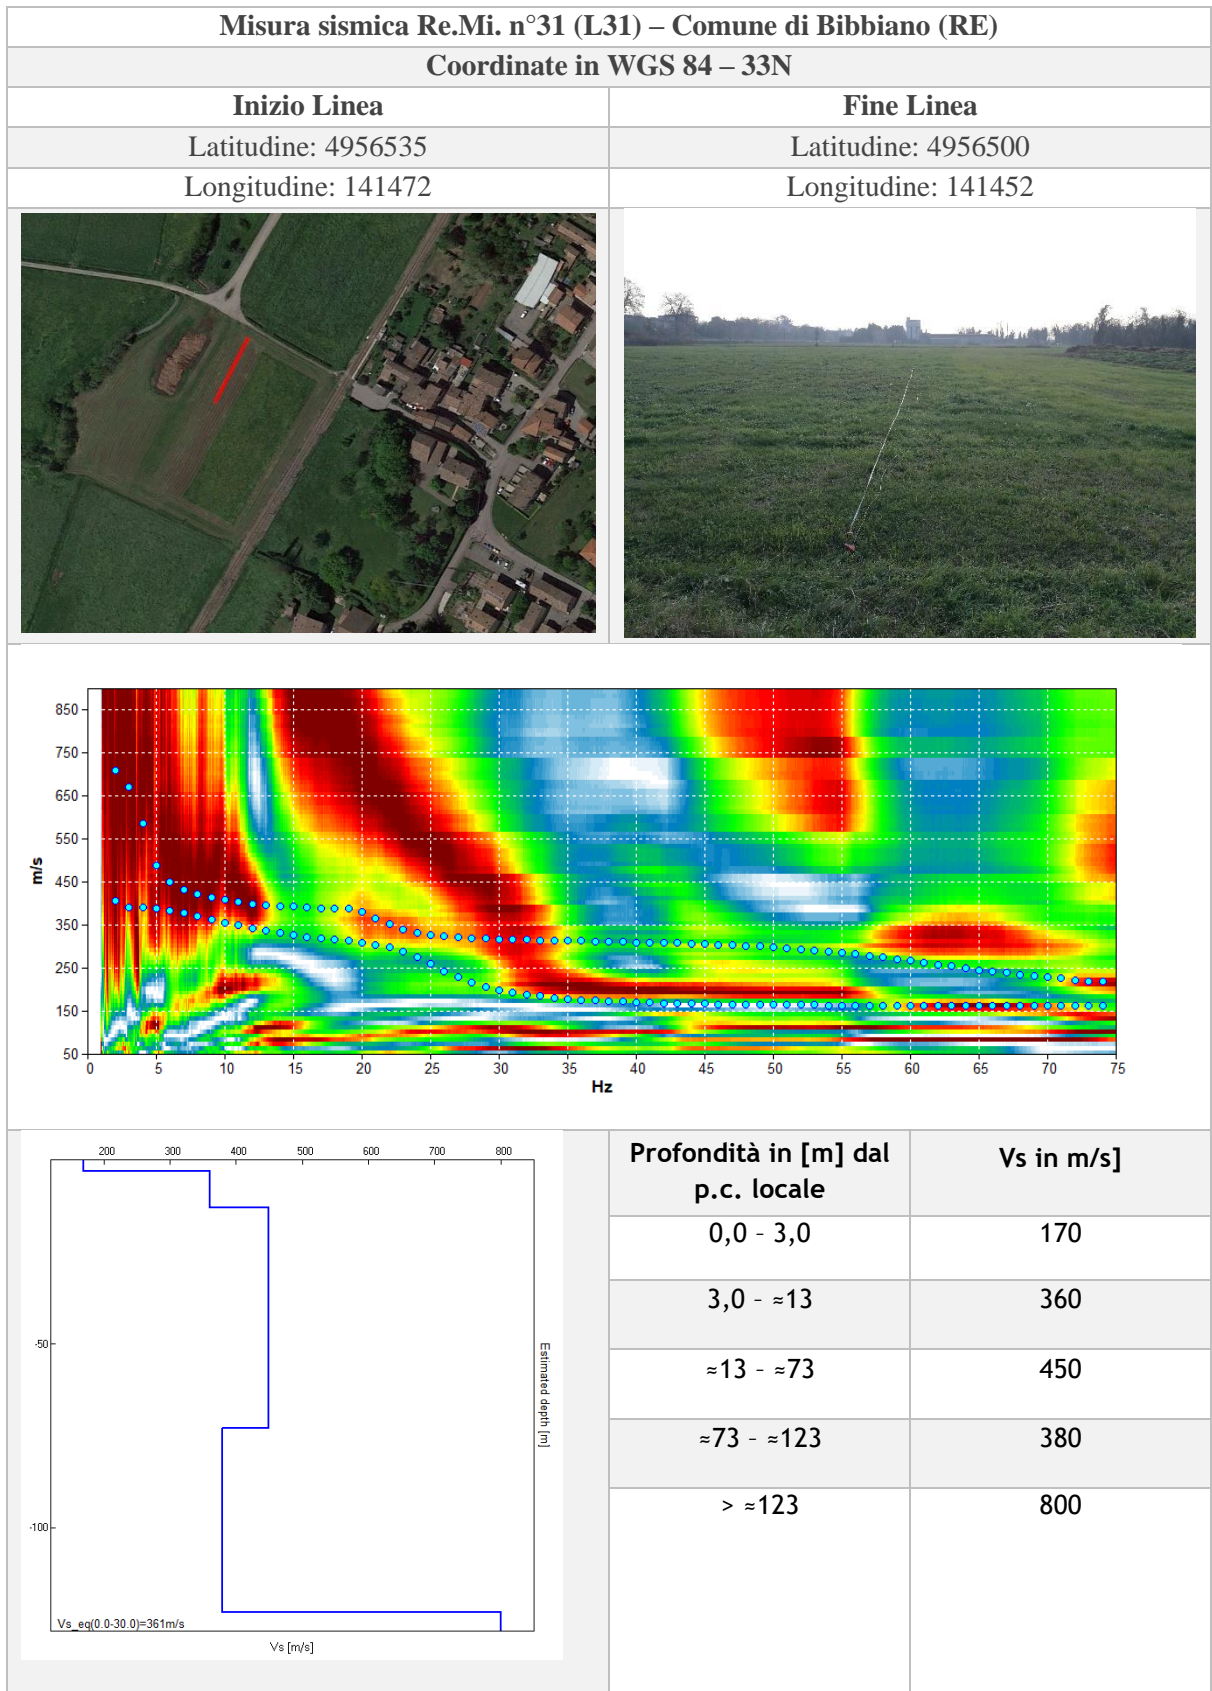 Misura sismica Re.Mi. n°31 (L31) – Comune di Bibbiano (RE)
Coordinate in WGS 84 – 33N
Inizio Linea
Fine Linea
Latitudine: 4956535
Latitudine: 4956500
Longitudine: 141472
Longitudine: 141452
850
750
650
550
450
350
250
150
50
m/s
0 5 10 15 20 25 30 35 40 45 50 55 60 65 70 75
Hz
200 300 400 500 600 700 800
-50
-100
Estimated depth [m]
Vs_eq(0.0-30.0)=361m/s
Vs [m/s]
Profondità in [m] dal
p.c. locale
Vs in m/s]
0,0 – 3,0
170
3,0 – ≈13
360
≈13 – ≈73
450
≈73 – ≈123
380
> ≈123
800